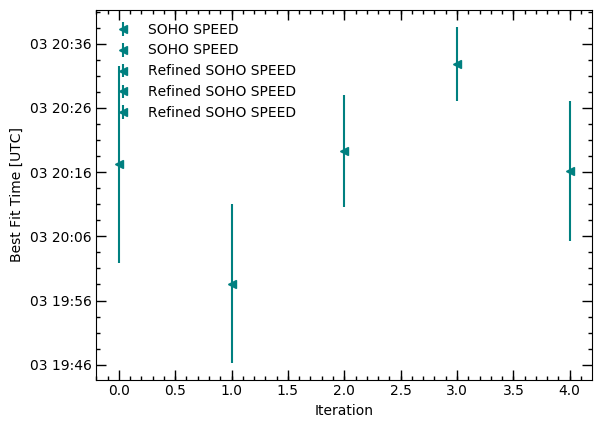 SOHO SPEED
SOHO SPEED
Refined SOHO SPEED
Refined SOHO SPEED
Refined SOHO SPEED
Best Fit Time [UTC]
03 20:36
03 20:26
03 20:16
03 20:06
03 19:56
03 19:46
0.0 0.5 1.0 1.5 2.0 2.5 3.0 3.5 4.0
Iteration